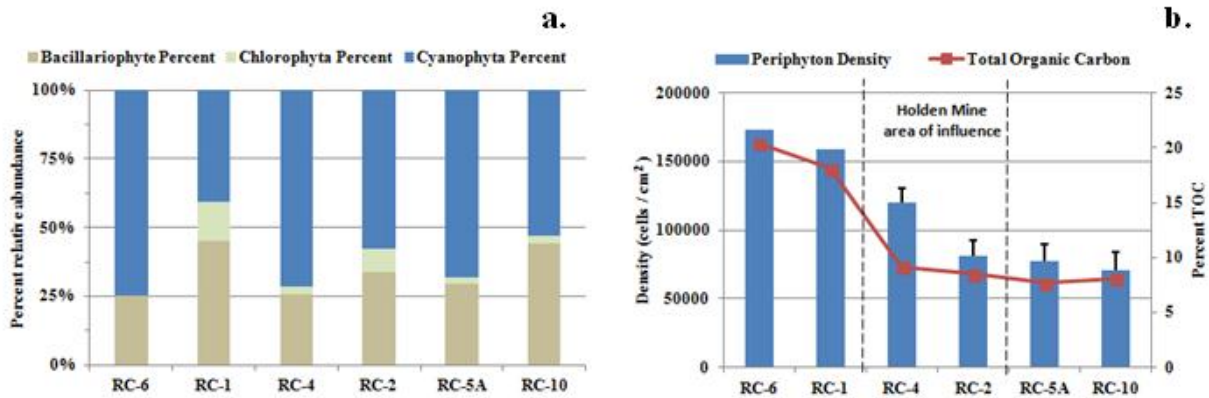 a.
Bacillariophyte Percent Chlorophyta Percent Cyanophyta Percent
Percent relative abundance
100%
75%
50%
25%
0%
RC-6 RC-1 RC-4 RC-2 RC-5A RC-10
b.
Periphyton Density Total Organic Carbon
Density (cells / cm²)
200000
150000
100000
50000
0
Holden Mine
area of influence
25
20
15
10
5
0
Percent TOC
RC-6 RC-1 RC-4 RC-2 RC-5A RC-10